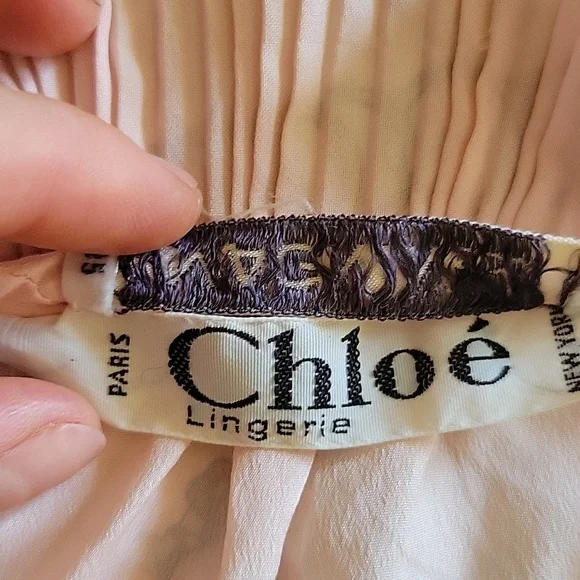 PARIS
Chloé
NEW YORK
Lingerie